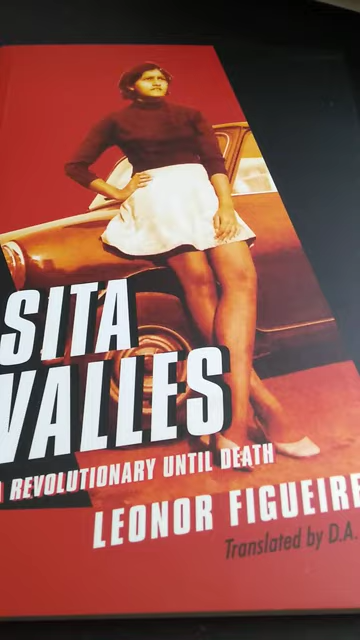 SITA
VALLES
A REVOLUTIONARY UNTIL DEATH
LEONOR FIGUEIRE
Translated by D.A.